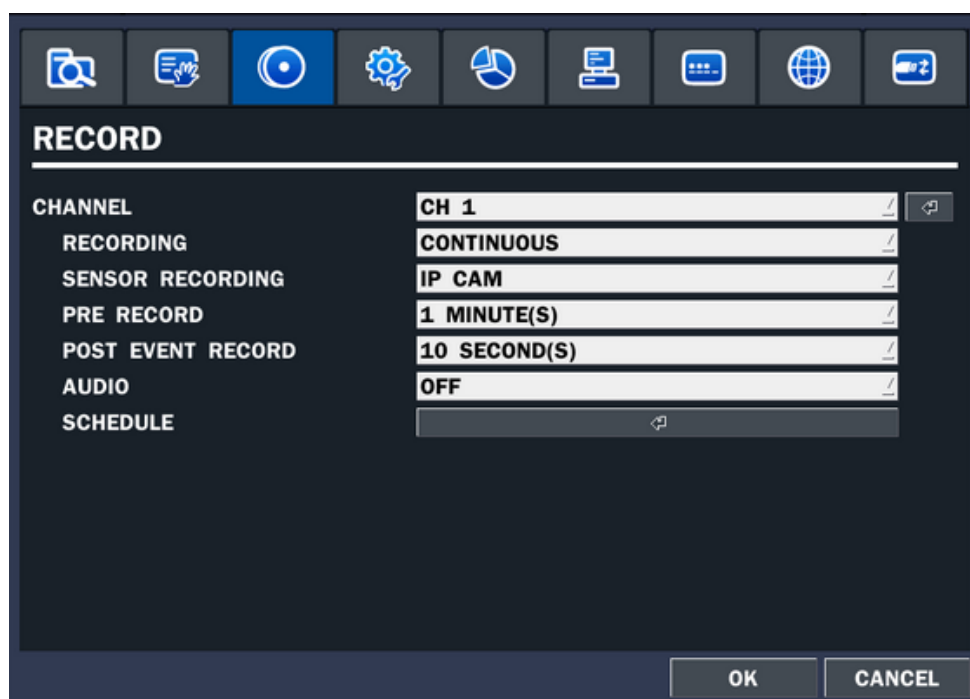 RECORD
CHANNEL CH 1
RECORDING CONTINUOUS
SENSOR RECORDING IP CAM
PRE RECORD 1 MINUTE(S)
POST EVENT RECORD 10 SECOND(S)
AUDIO OFF
SCHEDULE
OK CANCEL